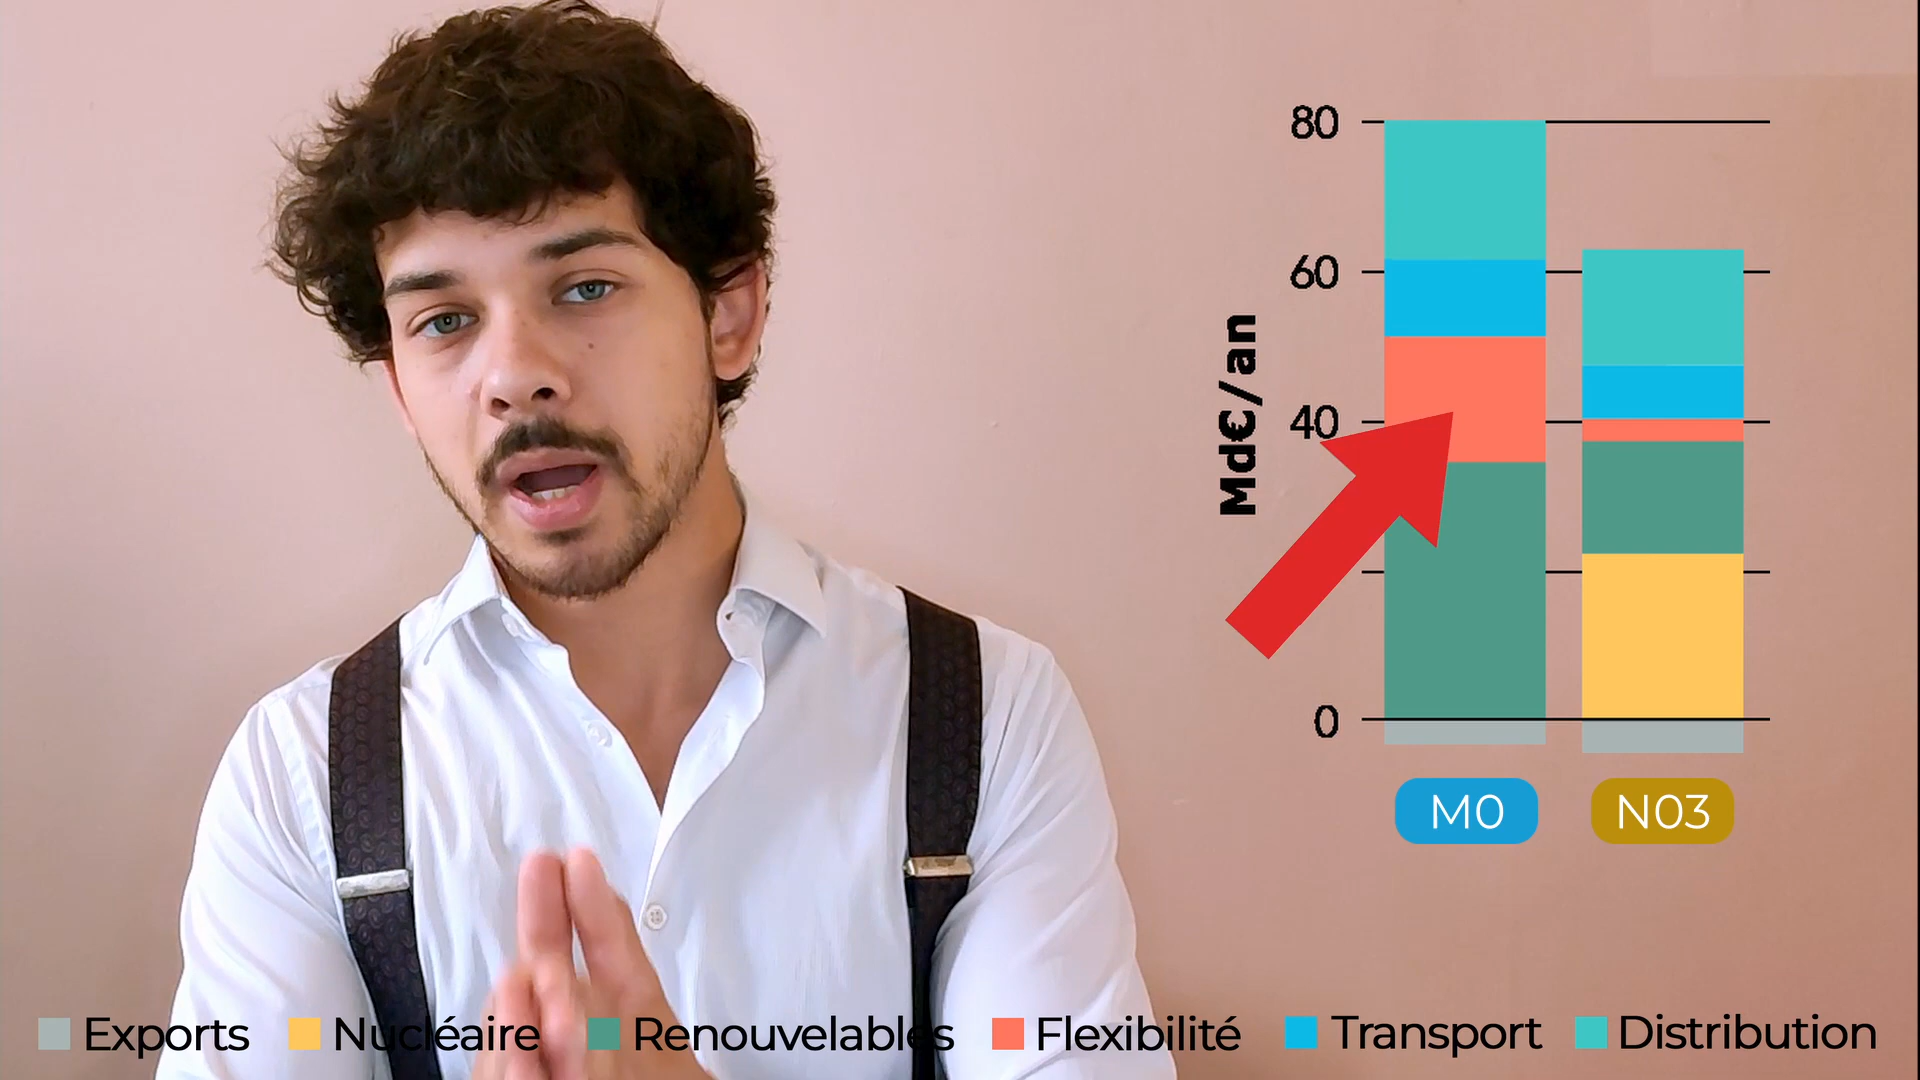 80
60
Md€/an
40
0
M0
N03
Exports
Nucléaire
Renouvelables
Flexibilité
Transport
Distribution